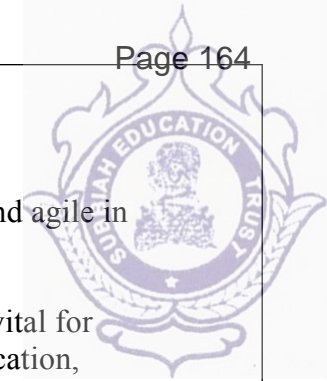 Page 164
SUBBIAH EDUCATION TRUST
nd agile in
vital for
cation,